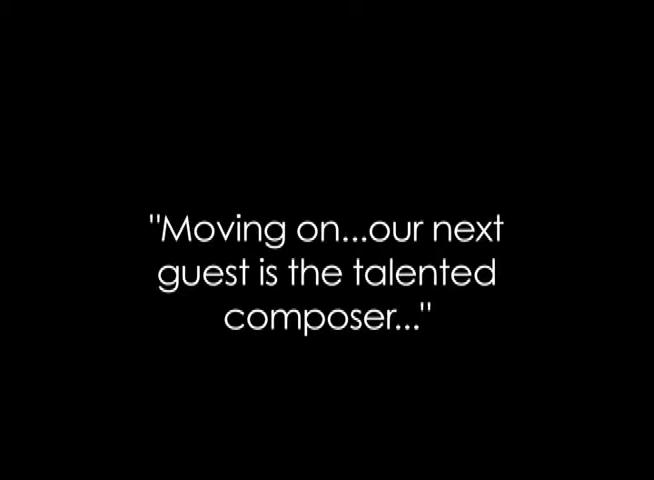 "Moving on...our next
guest is the talented
composer..."